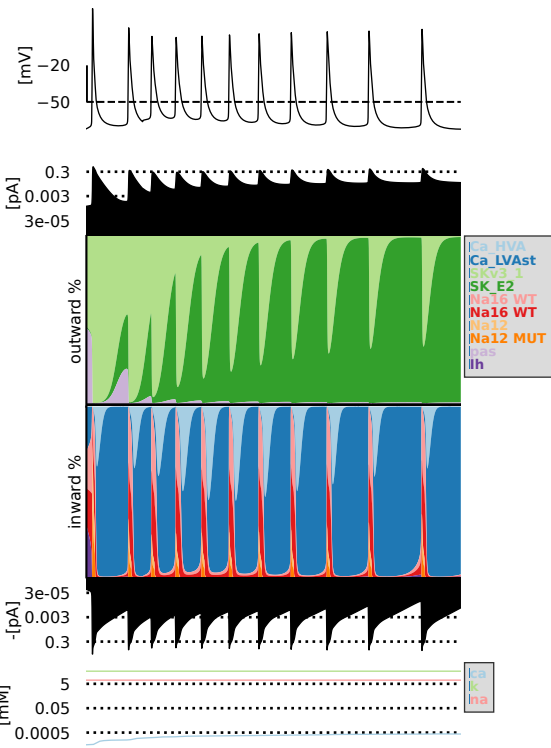 [mV]
−20
−50
[pA]
0.3
0.003
3e-05
outward %
Ca_HVA
Ca_LVAst
SKv3_1
SK_E2
Na16 WT
Na16 WT
Na12
Na12 MUT
pas
Ih
inward %
-[pA]
3e-05
0.003
0.3
[mM]
5
0.05
0.0005
ca
k
na